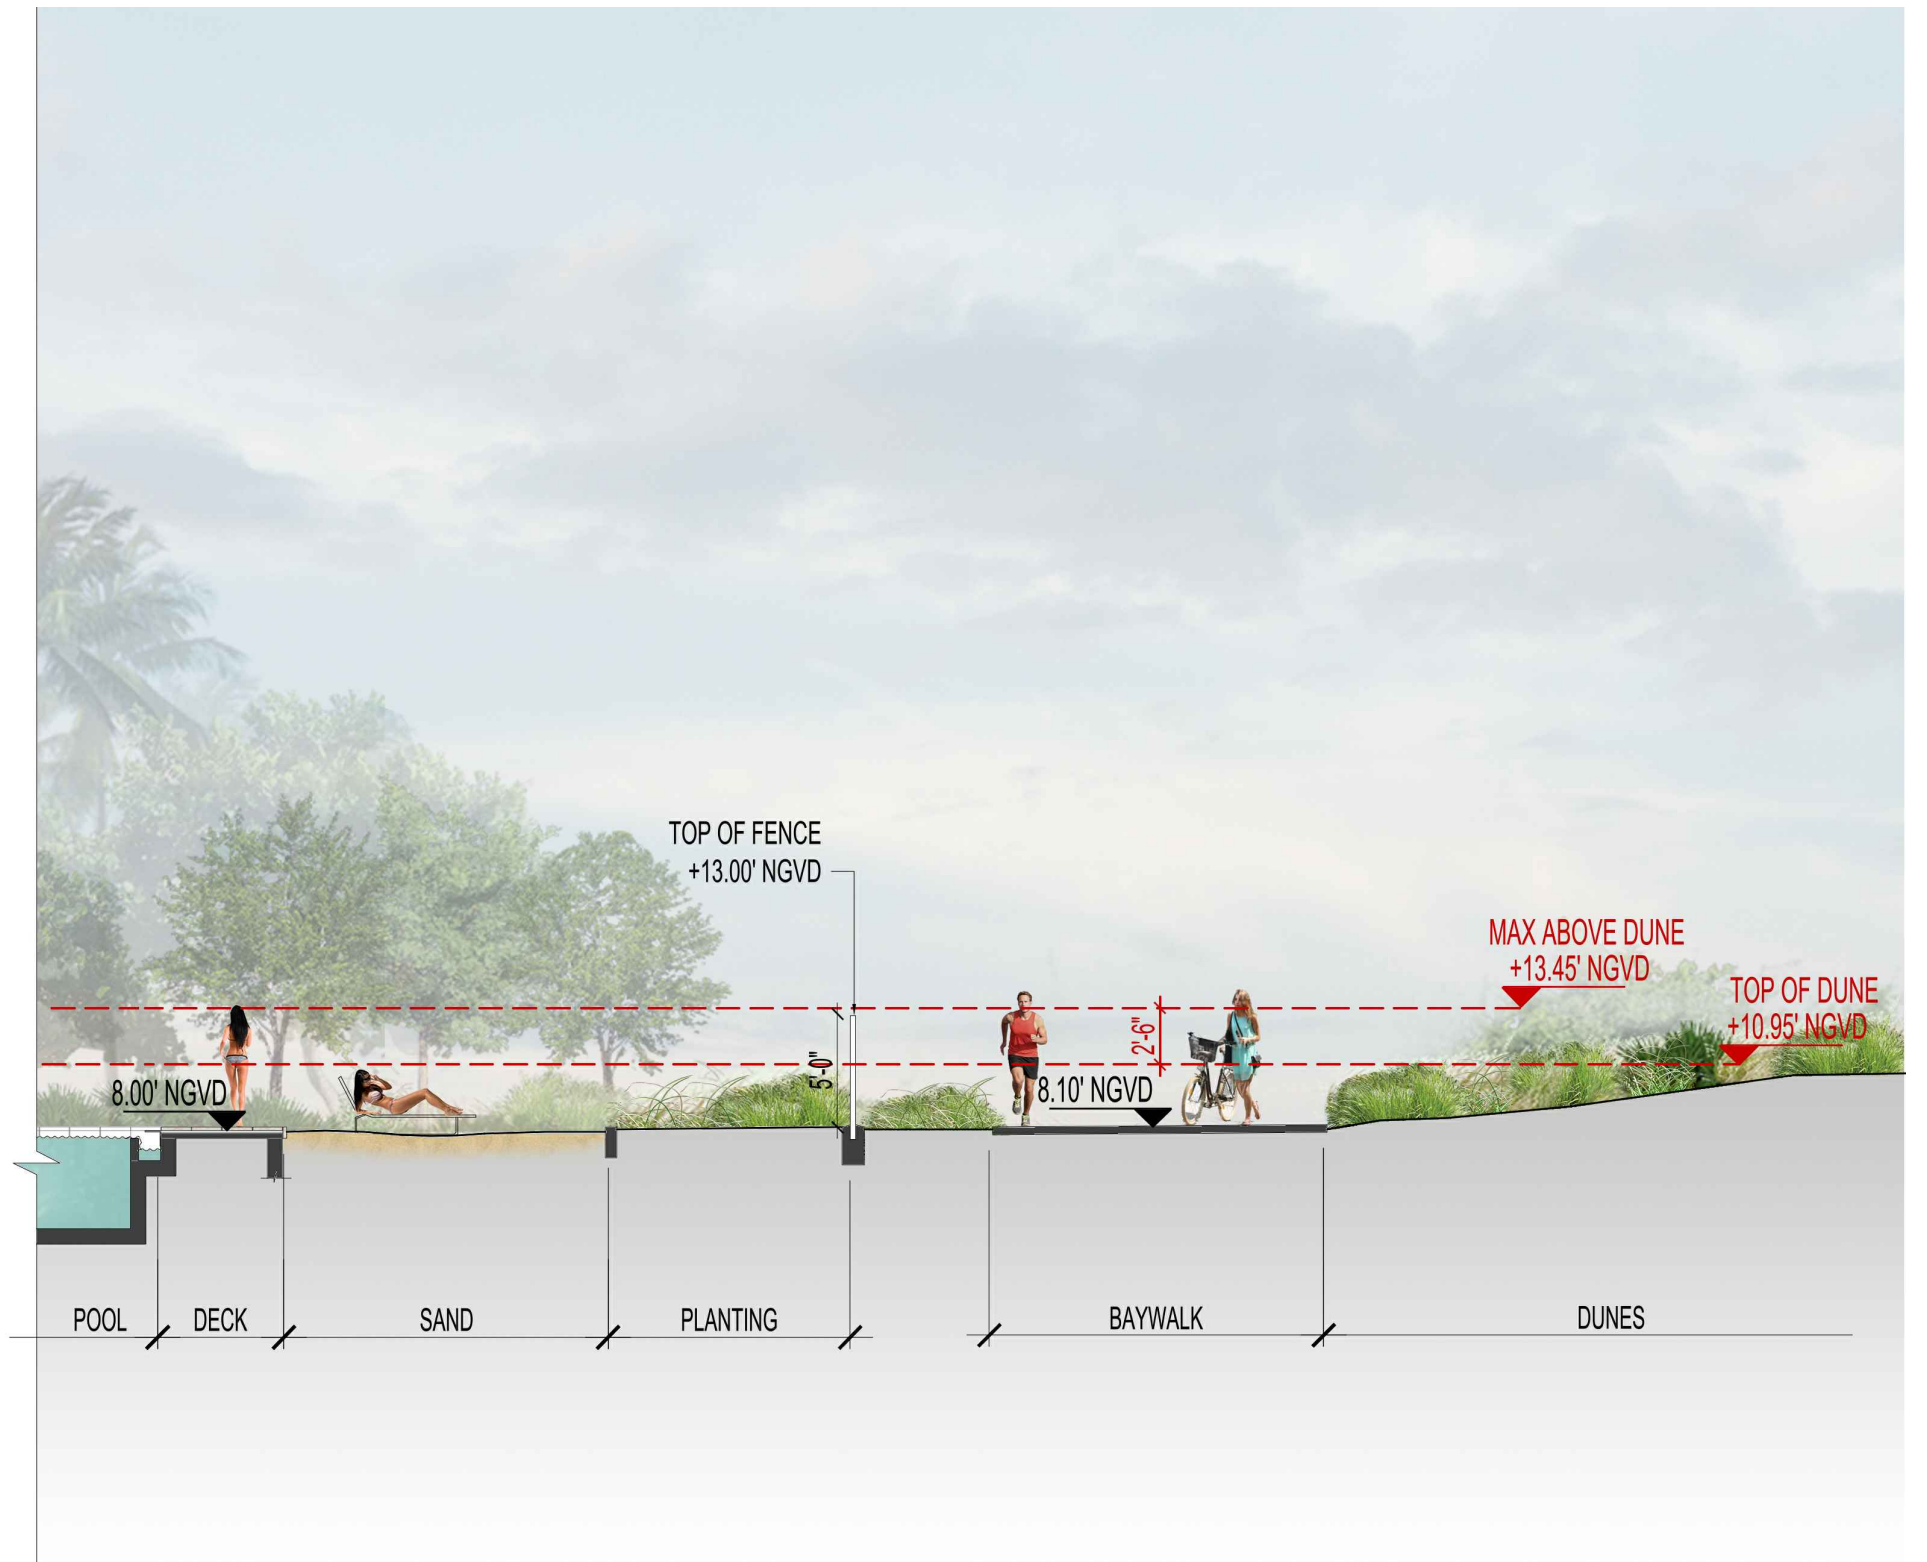 TOP OF FENCE
+13.00' NGVD
MAX ABOVE DUNE
+13.45' NGVD
TOP OF DUNE
+10.95' NGVD
2'-6"
5'-0"
8.00' NGVD
8.10' NGVD
POOL
DECK
SAND
PLANTING
BAYWALK
DUNES